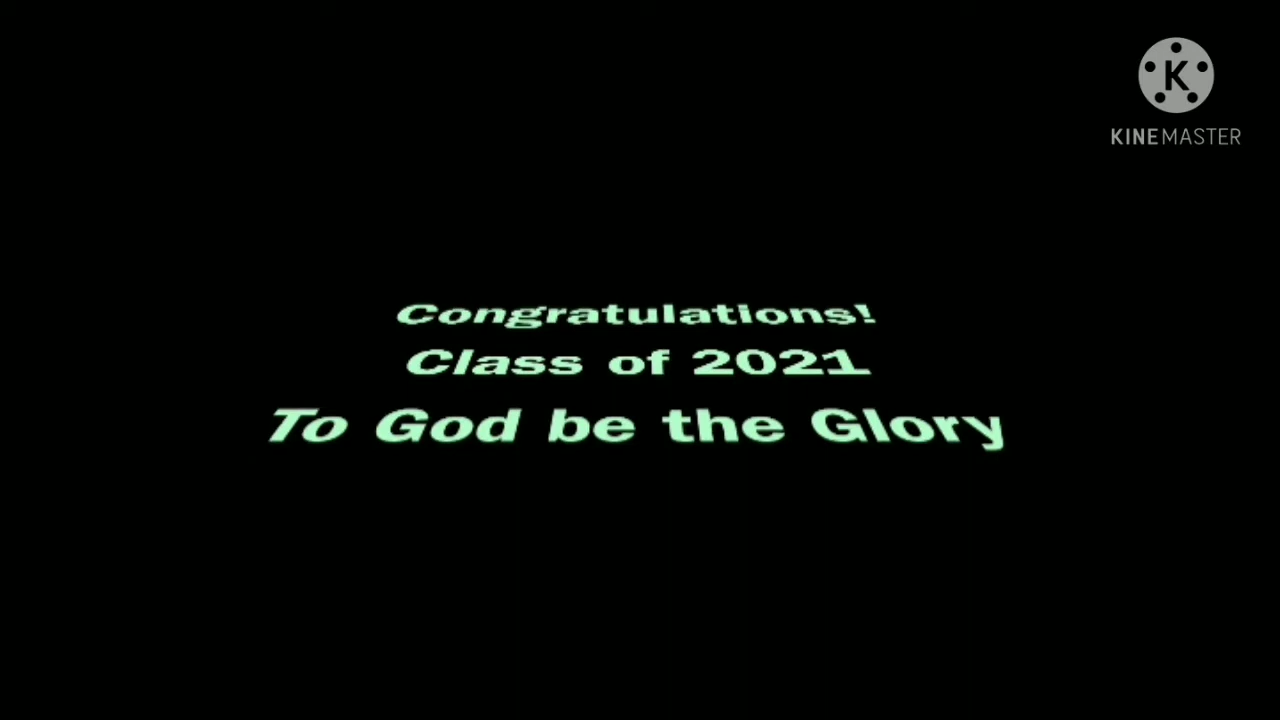 K
KINEMASTER
Congratulations!
Class of 2021
To God be the Glory